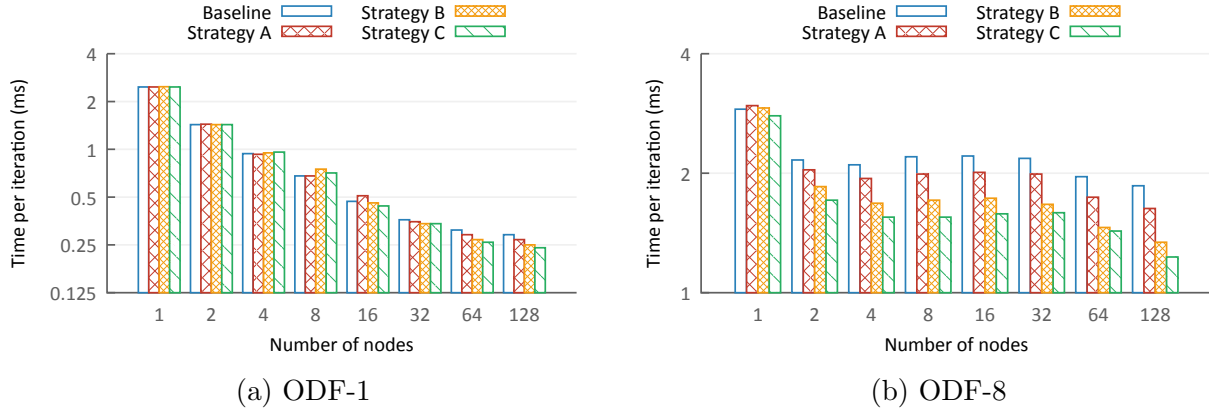 Baseline
Strategy A
Strategy B
Strategy C
Time per iteration (ms)
4
2
1
0.5
0.25
0.125
1 2 4 8 16 32 64 128
Number of nodes
(a) ODF-1
Baseline
Strategy A
Strategy B
Strategy C
Time per iteration (ms)
4
2
1
1 2 4 8 16 32 64 128
Number of nodes
(b) ODF-8